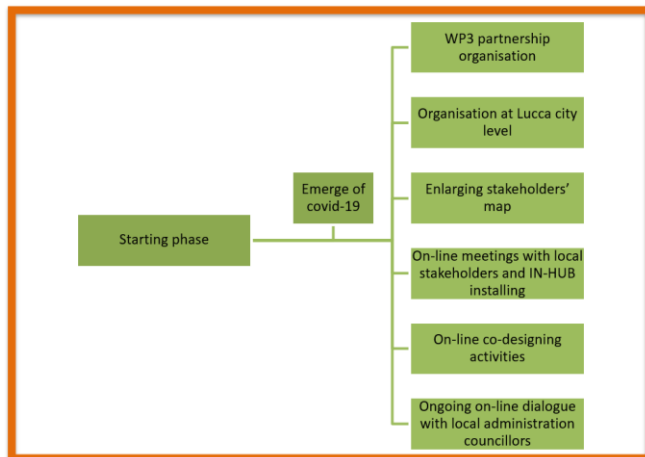 Starting phase
Emerge of
covid-19
WP3 partnership
organisation
Organisation at Lucca city
level
Enlarging stakeholders’
map
On-line meetings with local
stakeholders and IN-HUB
installing
On-line co-designing
activities
Ongoing on-line dialogue
with local administration
councillors